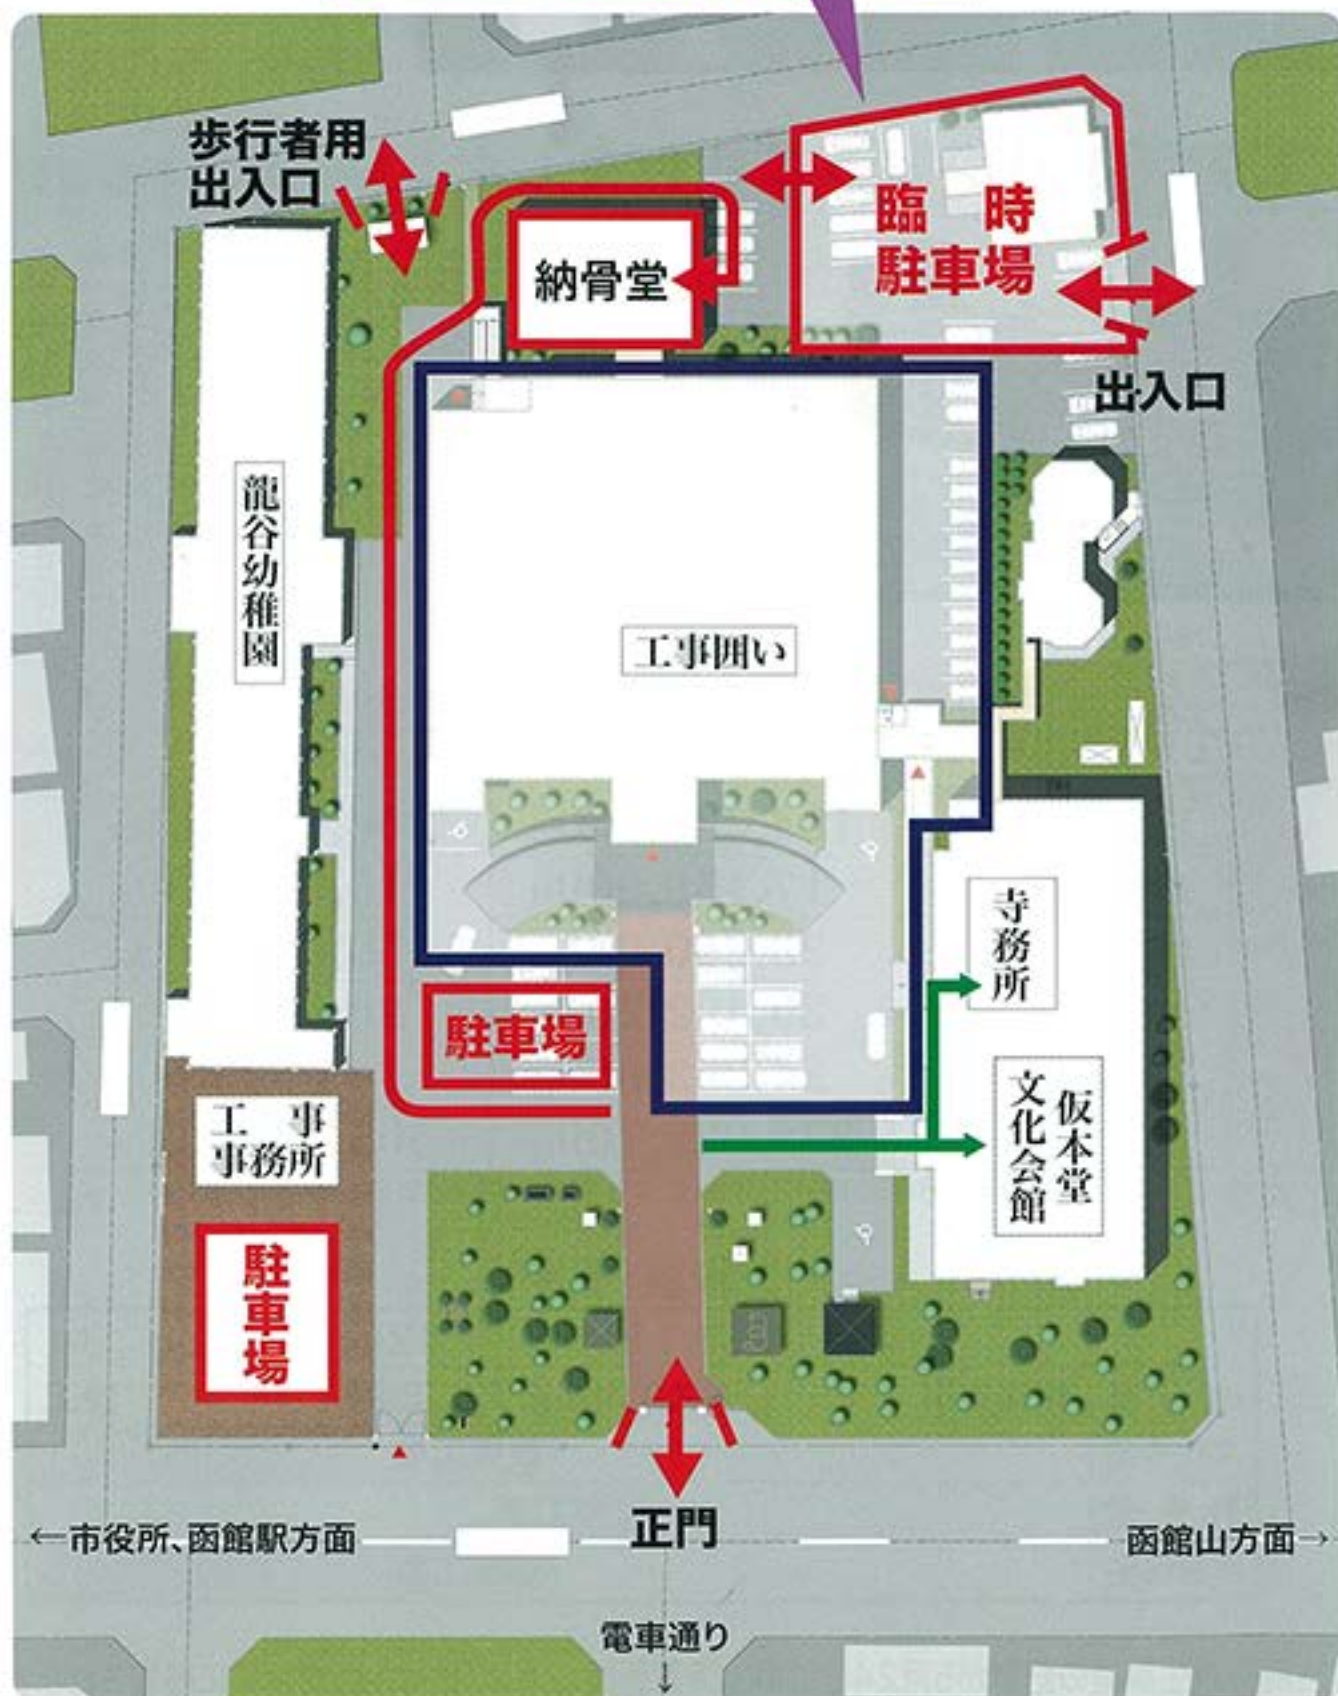 歩行者用
出入口
臨 時
駐車場
納骨堂
出入口
龍谷幼稚園
工事囲い
寺務所
駐車場
仮本堂
文化会館
工 事
事務所
駐車場
正門
←市役所、函館駅方面
函館山方面→
電車通り
↓